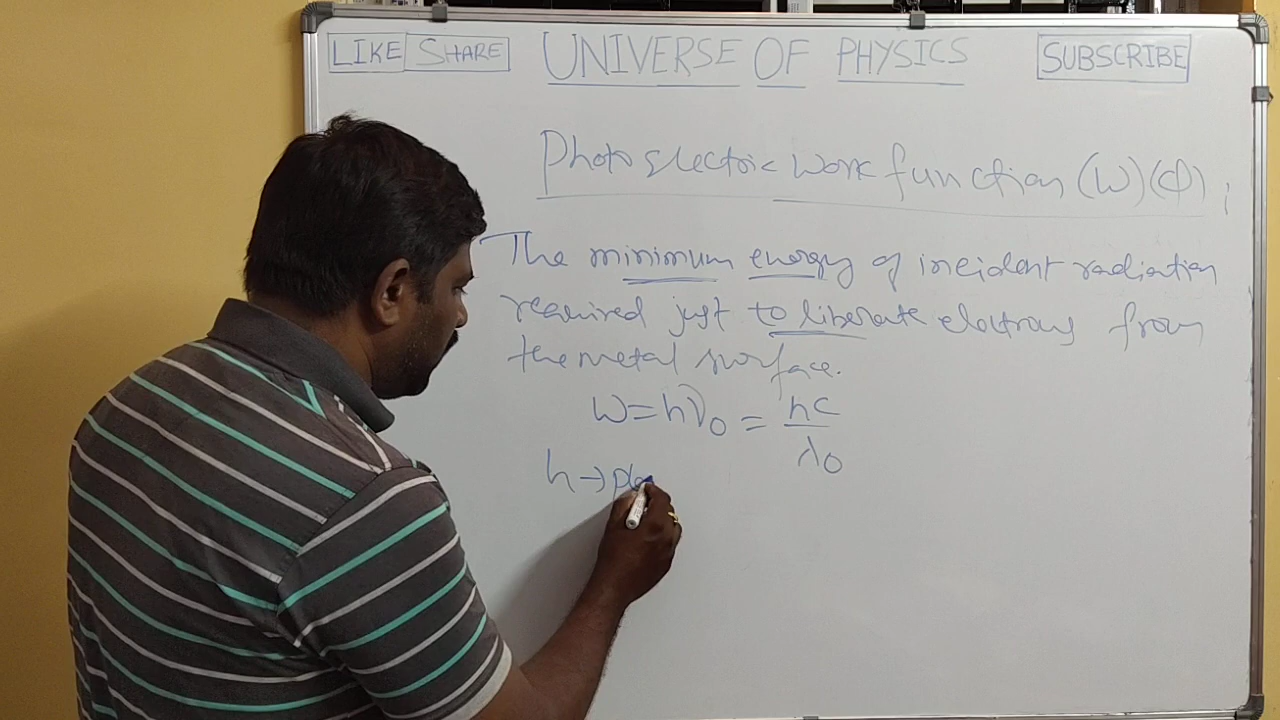 LIKE SHARE UNIVERSE OF PHYSICS SUBSCRIBE
Photo Electric Work function (W)(Φ);
The minimum energy of incident radiation
required just to liberate electrons from
the metal surface.
W=hν₀ = hc/λ₀
h→pla